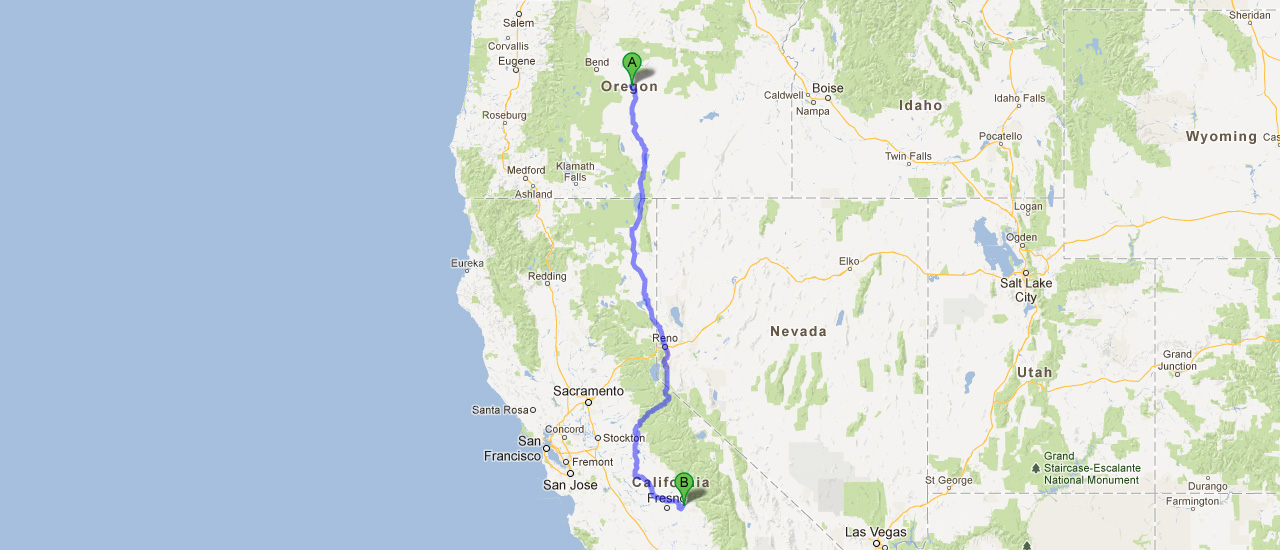 Salem
Sheridan
Corvallis
Eugene
Bend
A
Oregon
Boise
Caldwell
Nampa
Idaho
Idaho Falls
Roseburg
Pocatello
Wyoming
Twin Falls
Medford
Klamath
Falls
Ashland
Logan
Ogden
Eureka
Redding
Elko
Salt Lake
City
Reno
Nevada
Grand
Junction
Utah
Sacramento
Santa Rosa
Concord
Stockton
San
Francisco
Fremont
San Jose
California
B
Fresno
Grand
Staircase-Escalante
National Monument
St George
Durango
Farmington
Las Vegas